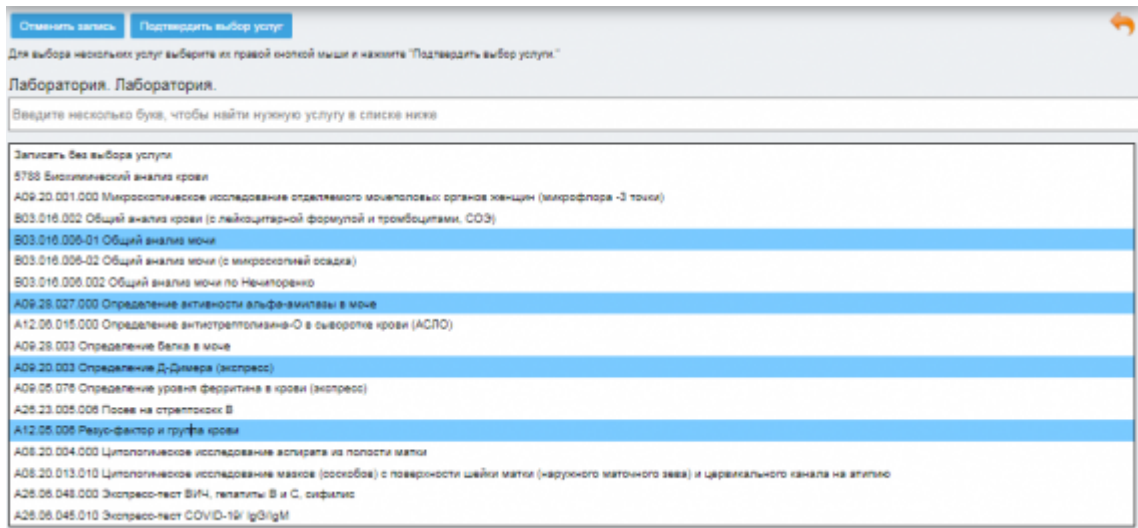 Отменить запись Подтвердить выбор услуг
Для выбора нескольких услуг выберите их правой кнопкой мыши и нажмите "Подтвердить выбор услуги."
Лаборатория. Лаборатория.
Введите несколько букв, чтобы найти нужную услугу в списке ниже
Записать без выбора услуги
5788 Биохимический анализ крови
A09.20.001.000 Микроскопическое исследование отделяемого мочеполовых органов женщин (микрофлора -3 точки)
B03.016.002 Общий анализ крови (с лейкоцитарной формулой и тромбоцитами, СОЭ)
B03.016.006-01 Общий анализ мочи
B03.016.006-02 Общий анализ мочи (с микроскопией осадка)
B03.016.006.002 Общий анализ мочи по Нечипоренко
A09.28.027.000 Определение активности альфа-амилазы в моче
A12.06.015.000 Определение антистрептолизина-О в сыворотке крови (АСЛО)
A09.28.003 Определение белка в моче
A09.20.003 Определение Д-Димера (экспресс)
A09.05.076 Определение уровня ферритина в крови (экспресс)
A26.23.005.006 Посев на стрептококк В
A12.05.006 Резус-фактор и группа крови
A08.20.004.000 Цитологическое исследование аспирата из полости матки
A08.20.013.010 Цитологическое исследование мазков (соскобов) с поверхности шейки матки (наружного маточного зева) и цервикального канала на атипию
A26.06.048.000 Экспресс-тест ВИЧ, гепатиты В и С, сифилис
A26.06.045.010 Экспресс-тест COVID-19/ IgG/IgM